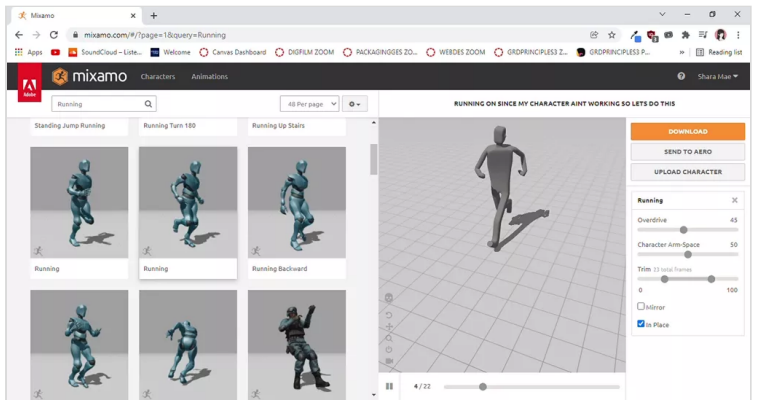 Mixamo
mixamo.com/#/?page=1&query=Running
Apps
SoundCloud – Liste...
Welcome
Canvas Dashboard
DIGFILM ZOOM
PACKAGINGGES ZO...
WEBDES ZOOM
GRDPRINCIPLES3 Z...
GRDPRINCIPLES3 P...
»
Reading list
Adobe
mixamo
Characters
Animations
Shara Mae
Running
48 Per page
RUNNING ON SINCE MY CHARACTER AINT WORKING SO LETS DO THIS
Standing Jump Running
Running Turn 180
Running Up Stairs
DOWNLOAD
SEND TO AERO
UPLOAD CHARACTER
Running
Overdrive 45
Character Arm-Space 50
Trim 23 total frames
0 100
Mirror
In Place
Running
Running
Running Backward
4 / 22